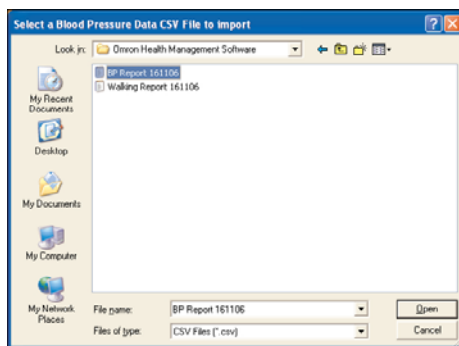 Select a Blood Pressure Data CSV File to import
Look in:
Omron Health Management Software
BP Report 161106
Walking Report 161106
My Recent
Documents
Desktop
My Documents
My Computer
My Network
Places
File name:
BP Report 161106
Open
Files of type:
CSV Files (*.csv)
Cancel